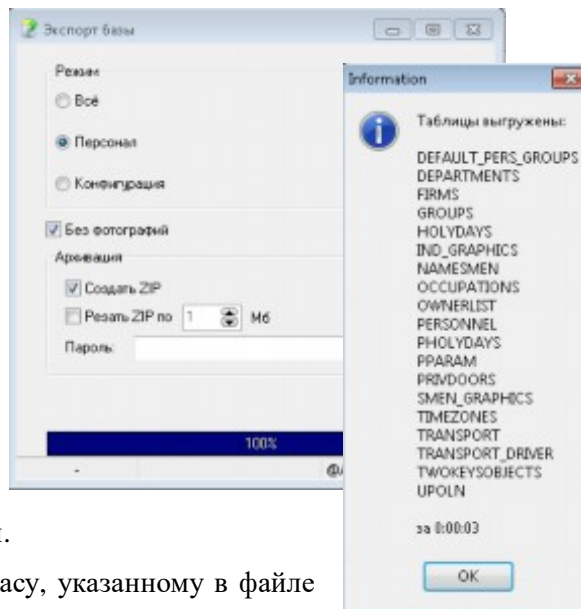 Экспорт базы
Режим
Всё
Персонал
Конфигурация
Без фотографий
Архивация
Создать ZIP
Резать ZIP по 1 Мб
Пароль:
100%
-
Information
Таблицы выгружены:
DEFAULT_PERS_GROUPS
DEPARTMENTS
FIRMS
GROUPS
HOLYDAYS
IND_GRAPHICS
NAMESMEN
OCCUPATIONS
OWNERLIST
PERSONNEL
PHOLYDAYS
PPARAM
PRIVDOORS
SMEN_GRAPHICS
TIMEZONES
TRANSPORT
TRANSPORT_DRIVER
TWOKEYSOBJECTS
UPOLN
за 0:00:03
OK
асу, указанному в файле